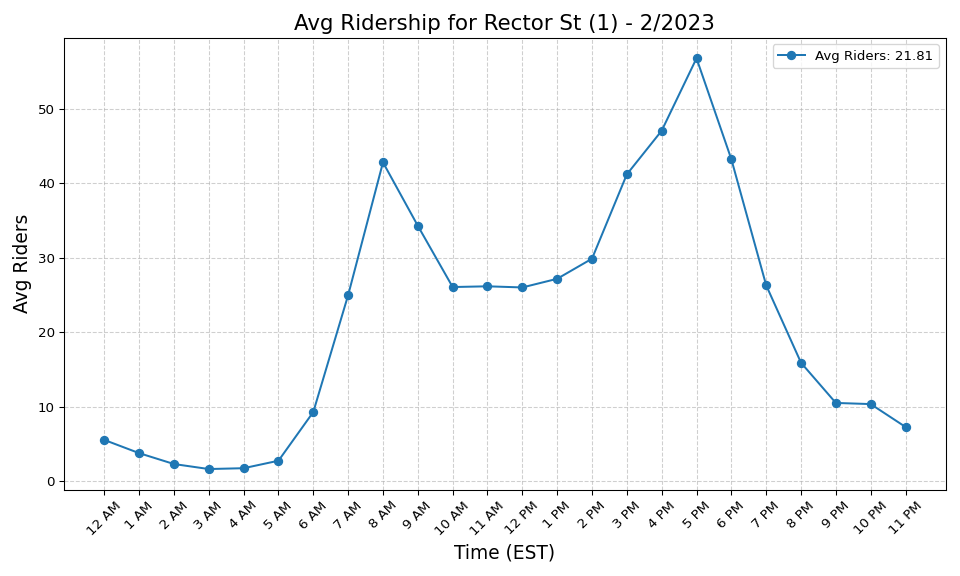 Avg Ridership for Rector St (1) - 2/2023
Avg Riders: 21.81
Avg Riders
50
40
30
20
10
0
12 AM 1 AM 2 AM 3 AM 4 AM 5 AM 6 AM 7 AM 8 AM 9 AM 10 AM 11 AM 12 PM 1 PM 2 PM 3 PM 4 PM 5 PM 6 PM 7 PM 8 PM 9 PM 10 PM 11 PM
Time (EST)